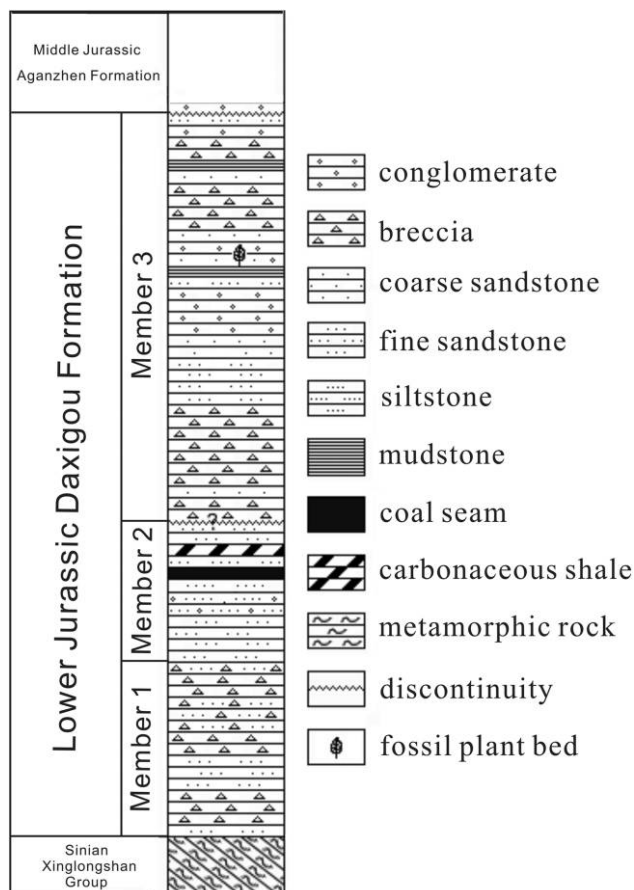 Middle Jurassic
Aganzhen Formation
Lower Jurassic Daxigou Formation
Member 3
Member 2
Member 1
Sinian
Xinglongshan
Group
?
conglomerate
breccia
coarse sandstone
fine sandstone
siltstone
mudstone
coal seam
carbonaceous shale
metamorphic rock
discontinuity
fossil plant bed